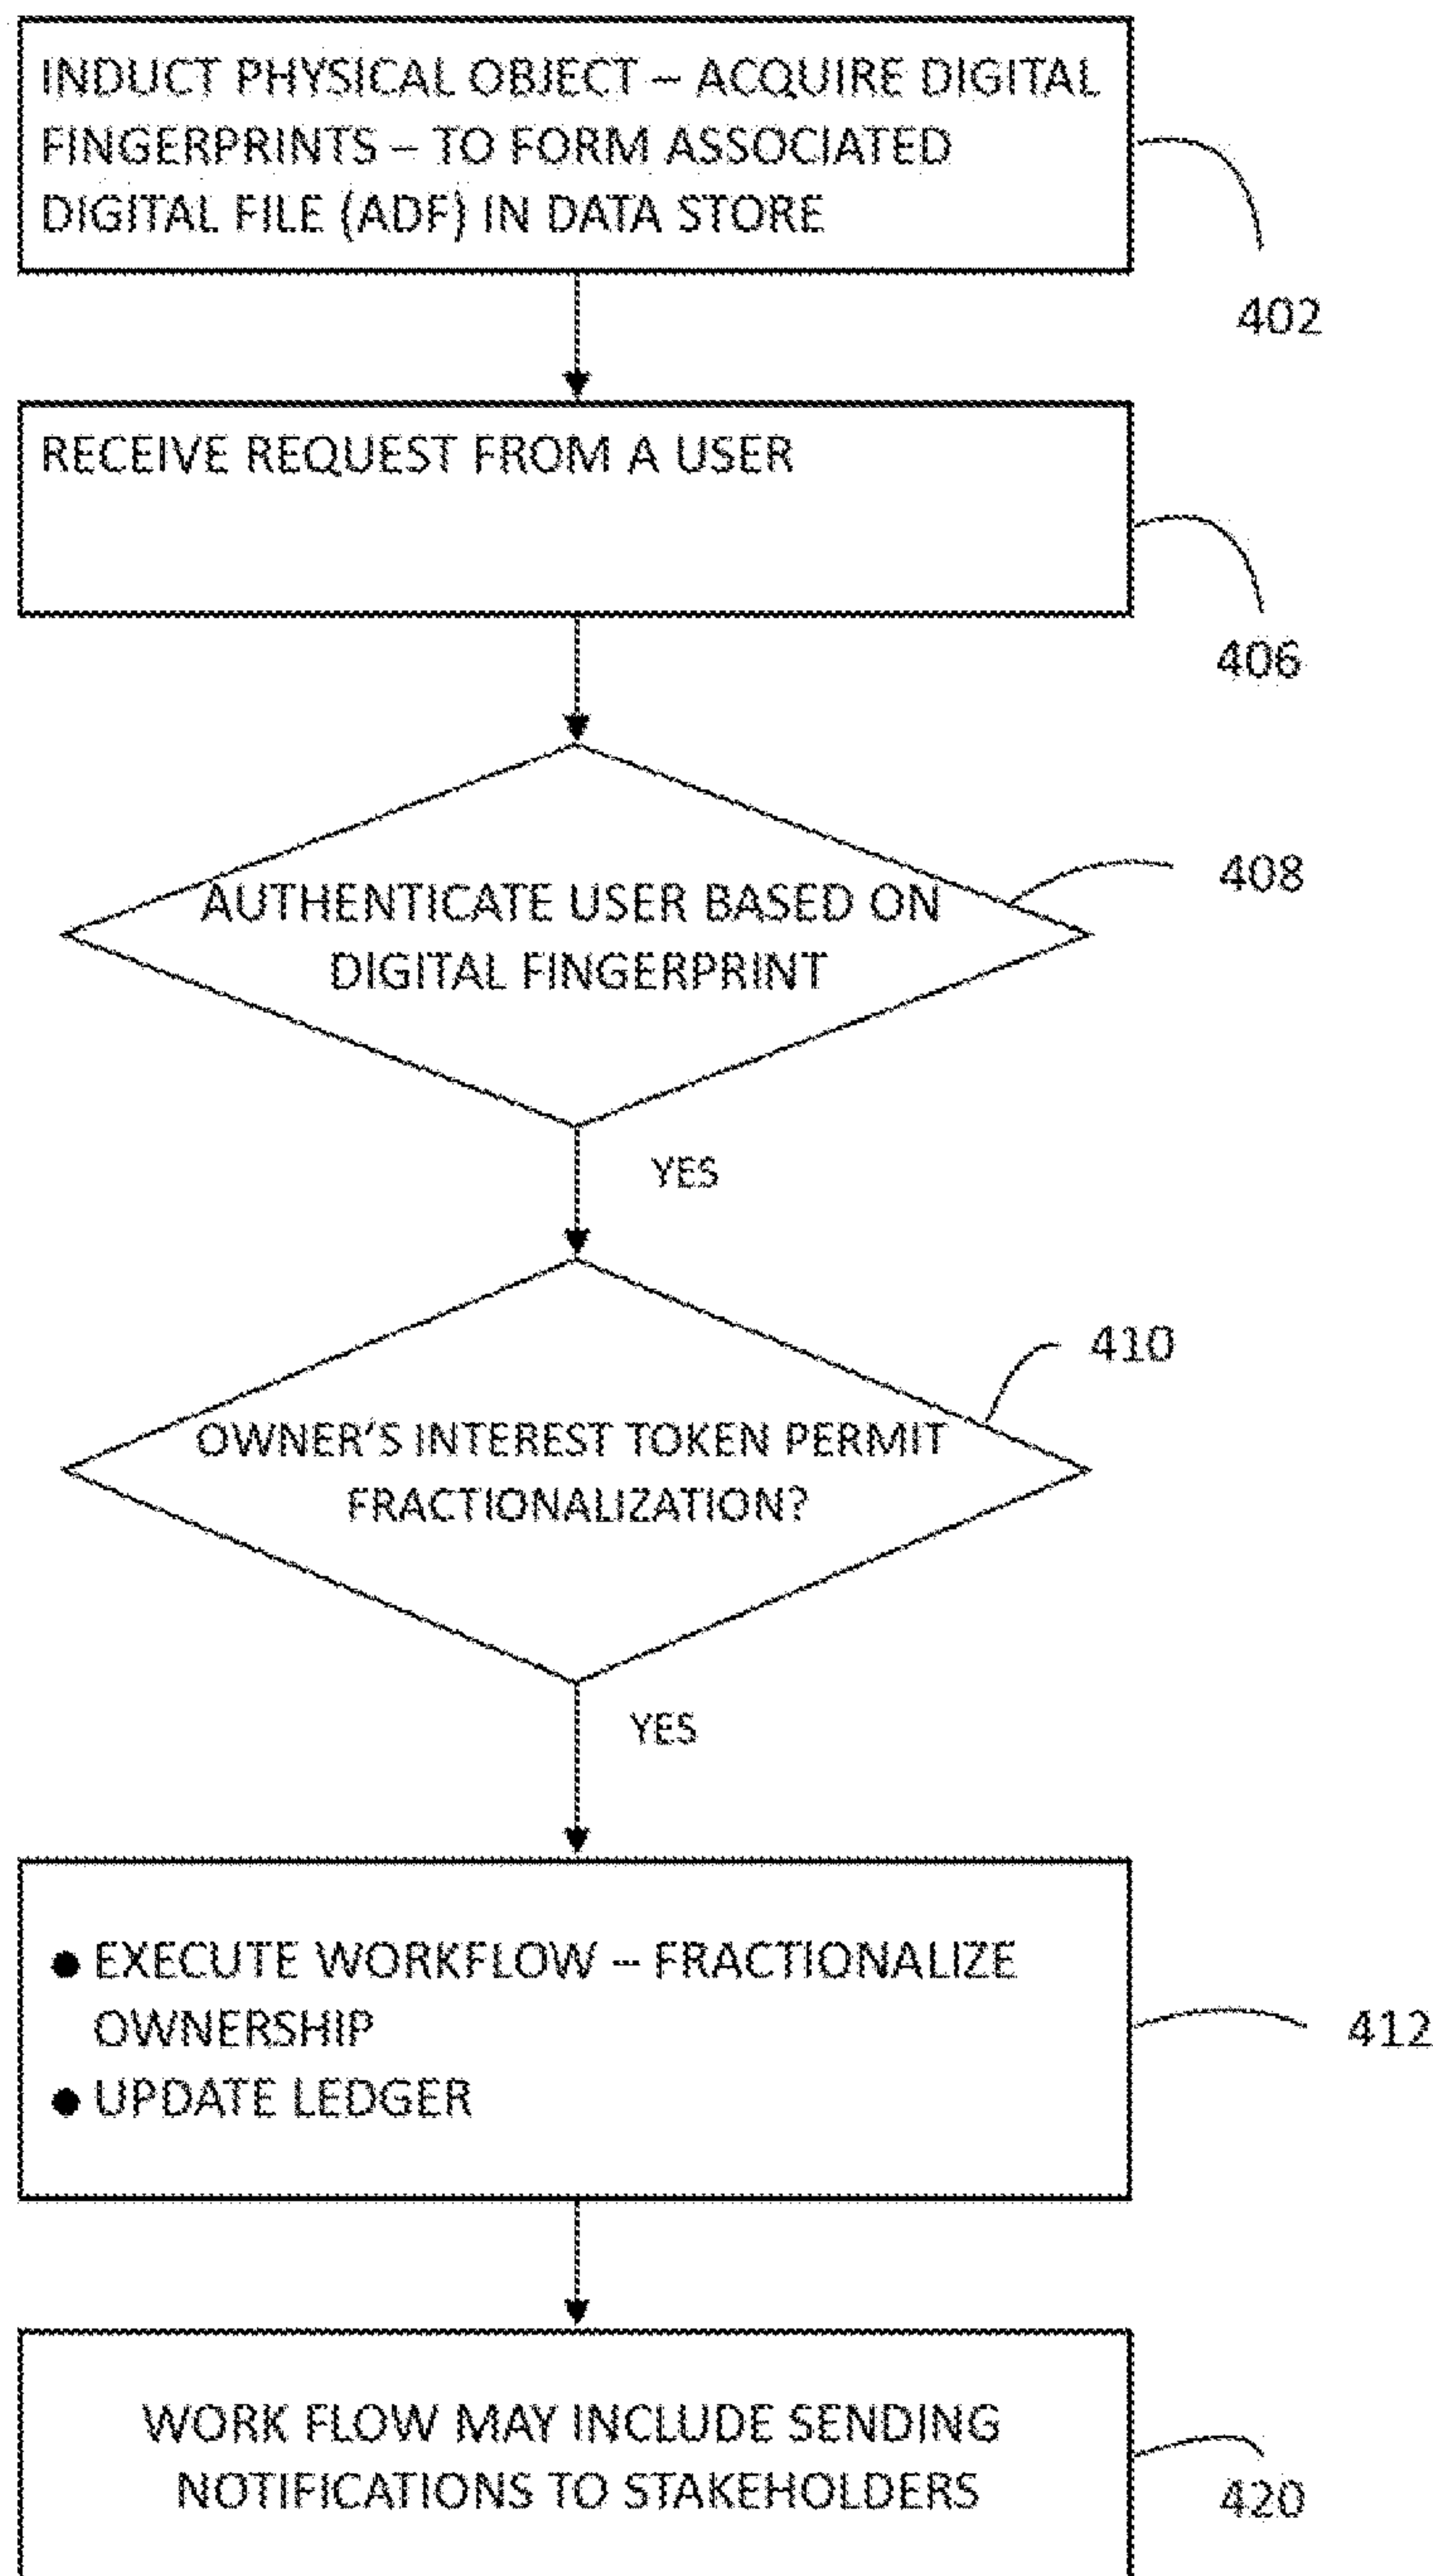 INDUCT PHYSICAL OBJECT – ACQUIRE DIGITAL
FINGERPRINTS – TO FORM ASSOCIATED
DIGITAL FILE (ADF) IN DATA STORE
402
RECEIVE REQUEST FROM A USER
406
408
AUTHENTICATE USER BASED ON
DIGITAL FINGERPRINT
YES
410
OWNER'S INTEREST TOKEN PERMIT
FRACTIONALIZATION?
YES
● EXECUTE WORKFLOW -- FRACTIONALIZE
OWNERSHIP
● UPDATE LEDGER
412
WORK FLOW MAY INCLUDE SENDING
NOTIFICATIONS TO STAKEHOLDERS
420